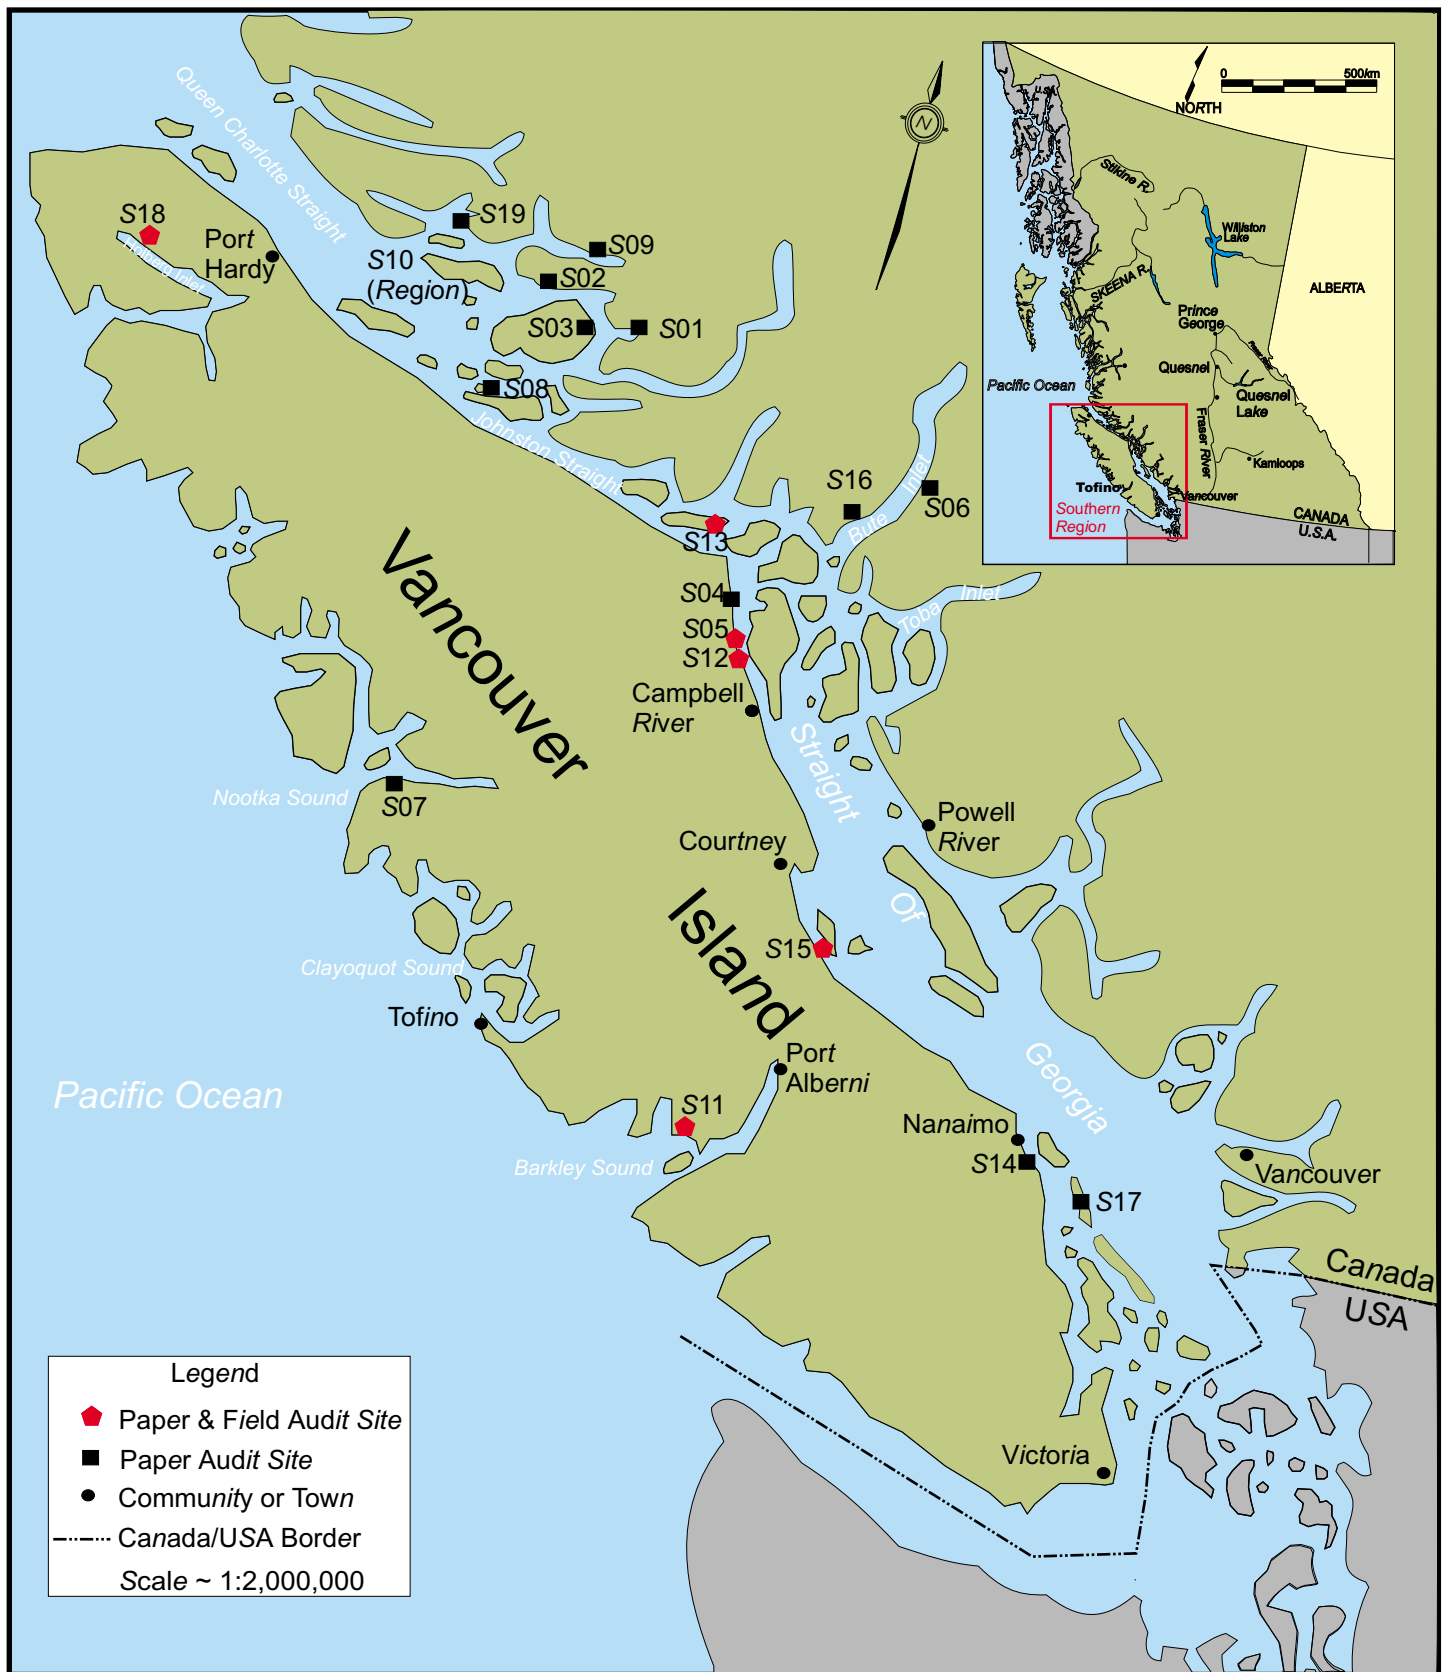 Queen Charlotte Straight
S18
Holberg Inlet
Port
Hardy
S19
S09
S10
(Region)
S02
S03
S01
S08
Johnston Straight
N
S16
S06
Bute
Inlet
S13
S04
S05
S12
Toba
Inlet
Campbell
River
Vancouver
Island
Straight
Of
Georgia
Nootka Sound
S07
Powell
River
Courtney
S15
Clayoquot Sound
Tofino
Port
Alberni
Pacific Ocean
S11
Barkley Sound
Nanaimo
S14
S17
Vancouver
Canada
USA
Victoria
Legend
Paper & Field Audit Site
Paper Audit Site
Community or Town
Canada/USA Border
Scale ~ 1:2,000,000
NORTH
0
500km
U.S.A.
Stikine R.
Williston
Lake
SKEENA R.
ALBERTA
Prince
George
Fraser River
Quesnel
Pacific Ocean
Quesnel
Lake
Fraser River
Kamloops
Tofino
Vancouver
Southern
Region
CANADA
U.S.A.